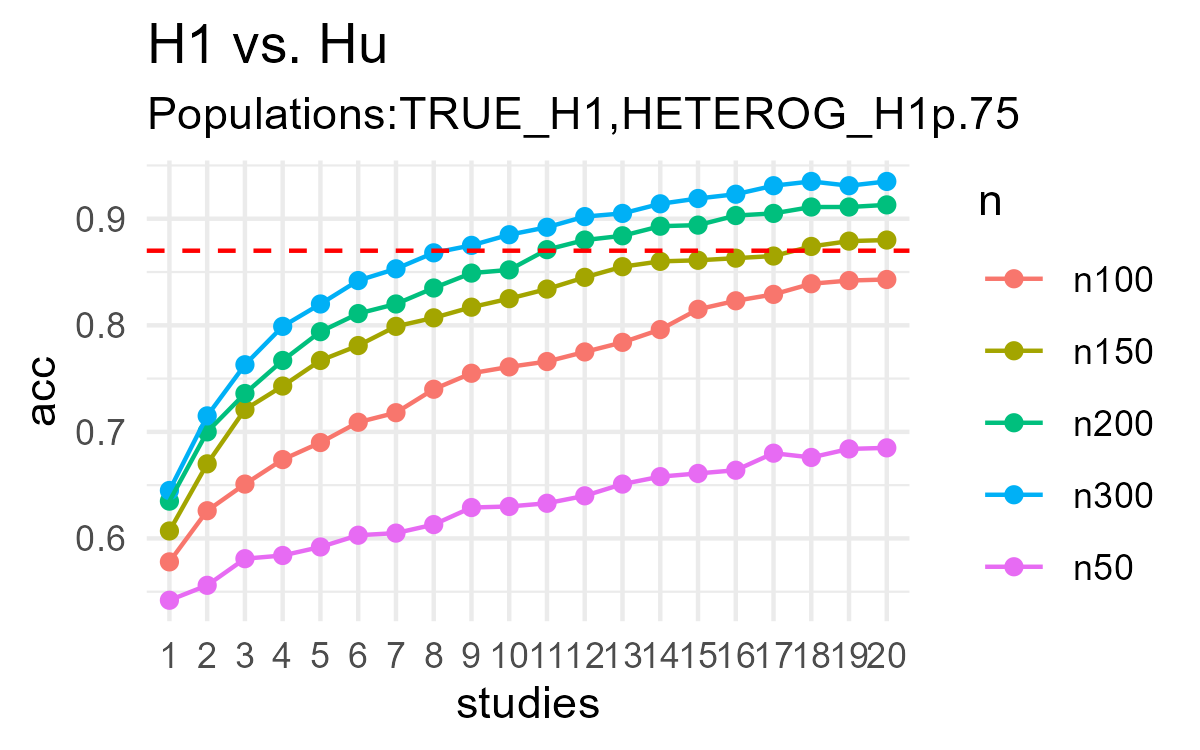 H1 vs. Hu
Populations:TRUE_H1,HETEROG_H1p.75
n
0.9
0.8
0.7
0.6
acc
n100
n150
n200
n300
n50
1 2 3 4 5 6 7 8 9 10 11 12 13 14 15 16 17 18 19 20
studies